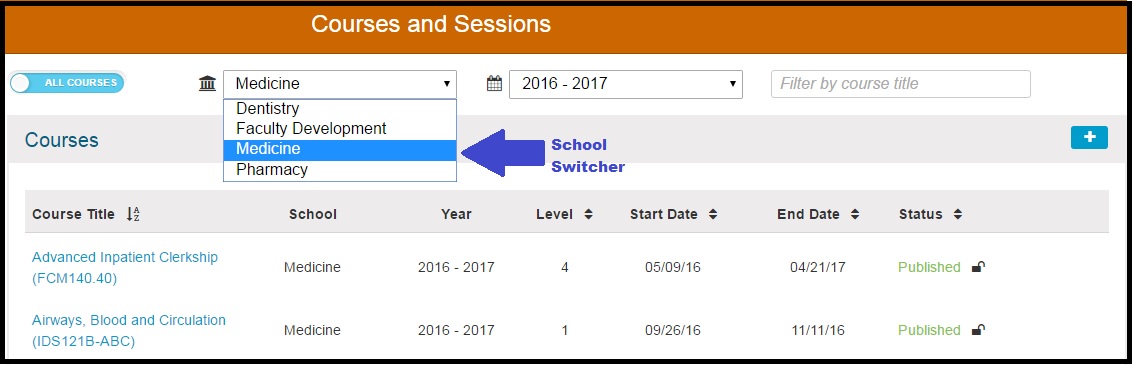 Courses and Sessions
ALL COURSES
Medicine
2016 - 2017
Filter by course title
Dentistry
Faculty Development
Medicine
Pharmacy
School
Switcher
Courses
+
Course Title
School
Year
Level
Start Date
End Date
Status
Advanced Inpatient Clerkship
(FCM140.40)
Medicine
2016 - 2017
4
05/09/16
04/21/17
Published
Airways, Blood and Circulation
(IDS121B-ABC)
Medicine
2016 - 2017
1
09/26/16
11/11/16
Published